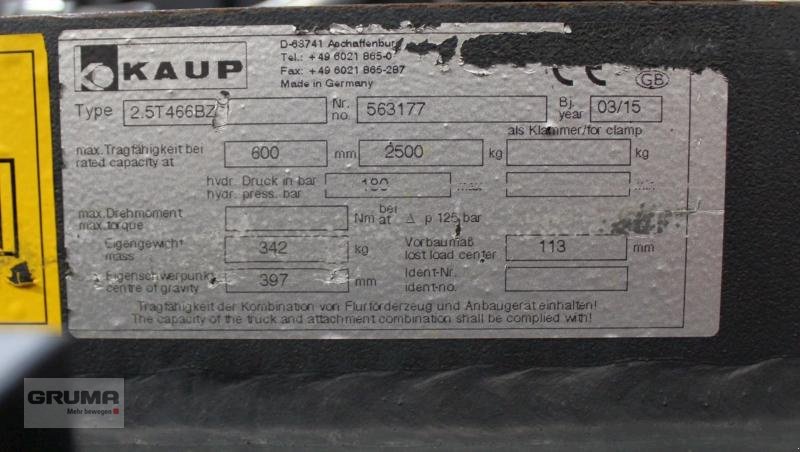 KAUP
D-63741 Aschaffenburg
Tel.: +49 6021 865-0
Fax: +49 6021 865-287
Made in Germany
CE GB
Type 2.5T466BZ Nr. no. 563177 Bj. year 03/15
als Klammer/for clamp
max.Tragfähigkeit bei
rated capacity at 600 mm 2500 kg kg
hydr. Druck in bar
hydr. press. bar 180 max
max.Drehmoment
max.torque Nm bei at Δ p 125 bar
Eigengewicht
mass 342 kg
Vorbaumaß
lost load center 113 mm
Eigenschwerpunkt
centre of gravity 397 mm
Ident-Nr.
ident-no.
Tragfähigkeit der Kombination von Flurförderzeug und Anbaugerät einhalten!
The capacity of the truck and attachment combination shall be complied with!
GRUMA
Mehr bewegen